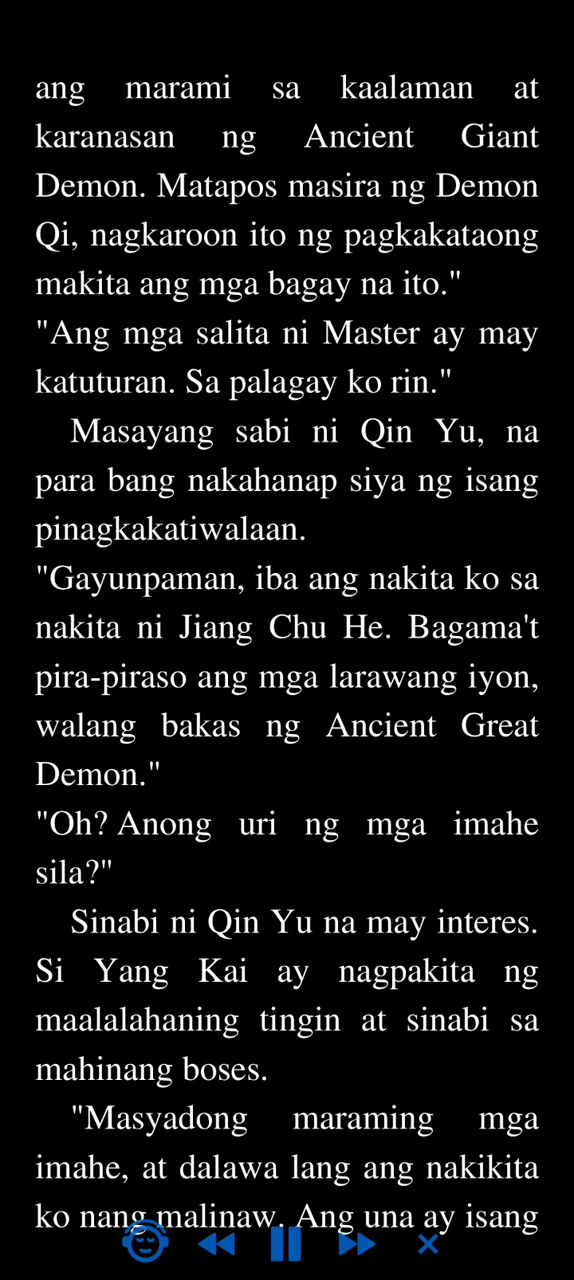 ang marami sa kaalaman at
karanasan ng Ancient Giant
Demon. Matapos masira ng Demon
Qi, nagkaroon ito ng pagkakataong
makita ang mga bagay na ito."
"Ang mga salita ni Master ay may
katuturan. Sa palagay ko rin."
Masayang sabi ni Qin Yu, na
para bang nakahanap siya ng isang
pinagkakatiwalaan.
"Gayunpaman, iba ang nakita ko sa
nakita ni Jiang Chu He. Bagama't
pira-piraso ang mga larawang iyon,
walang bakas ng Ancient Great
Demon."
"Oh? Anong uri ng mga imahe
sila?"
Sinabi ni Qin Yu na may interes.
Si Yang Kai ay nagpakita ng
maalalahaning tingin at sinabi sa
mahinang boses.
"Masyadong maraming mga
imahe, at dalawa lang ang nakikita
ko nang malinaw. Ang una ay isang